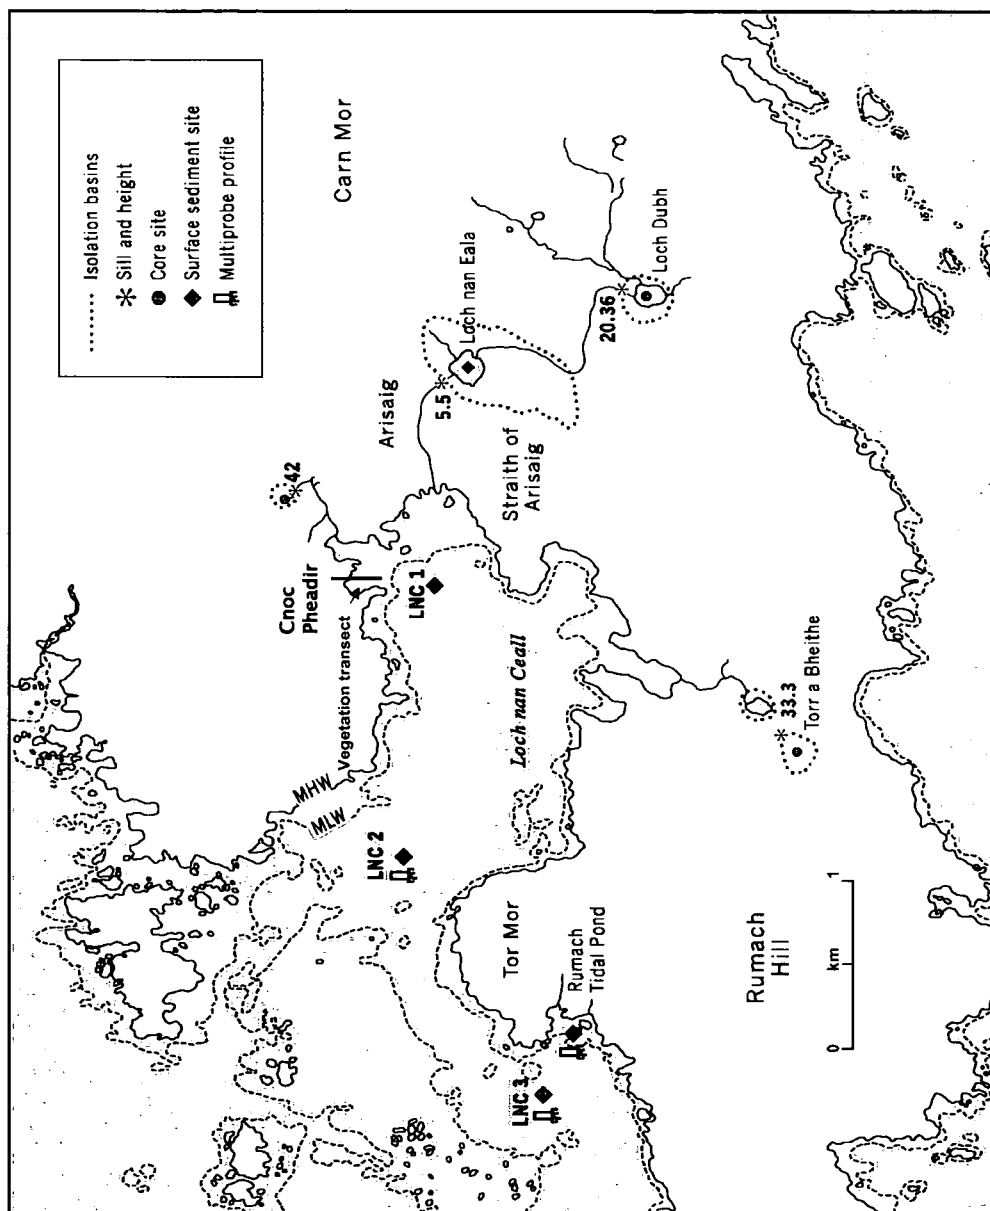 Isolation basins
Sill and height
Core site
Surface sediment site
Multiprobe profile
Carn Mor
Loch nan Eala
Loch Dubh
20.36
5.5
Arisaig
Straith of
Arisaig
42
Cnoc
Pheadir
Vegetation transect
LNC 1
MHW
MLW
Loch nan Ceall
33.3
Torr a Bheithe
LNC 2
Tor Mor
Rumach
Tidal Pond
LNC 3
Rumach
Hill
0 km 1